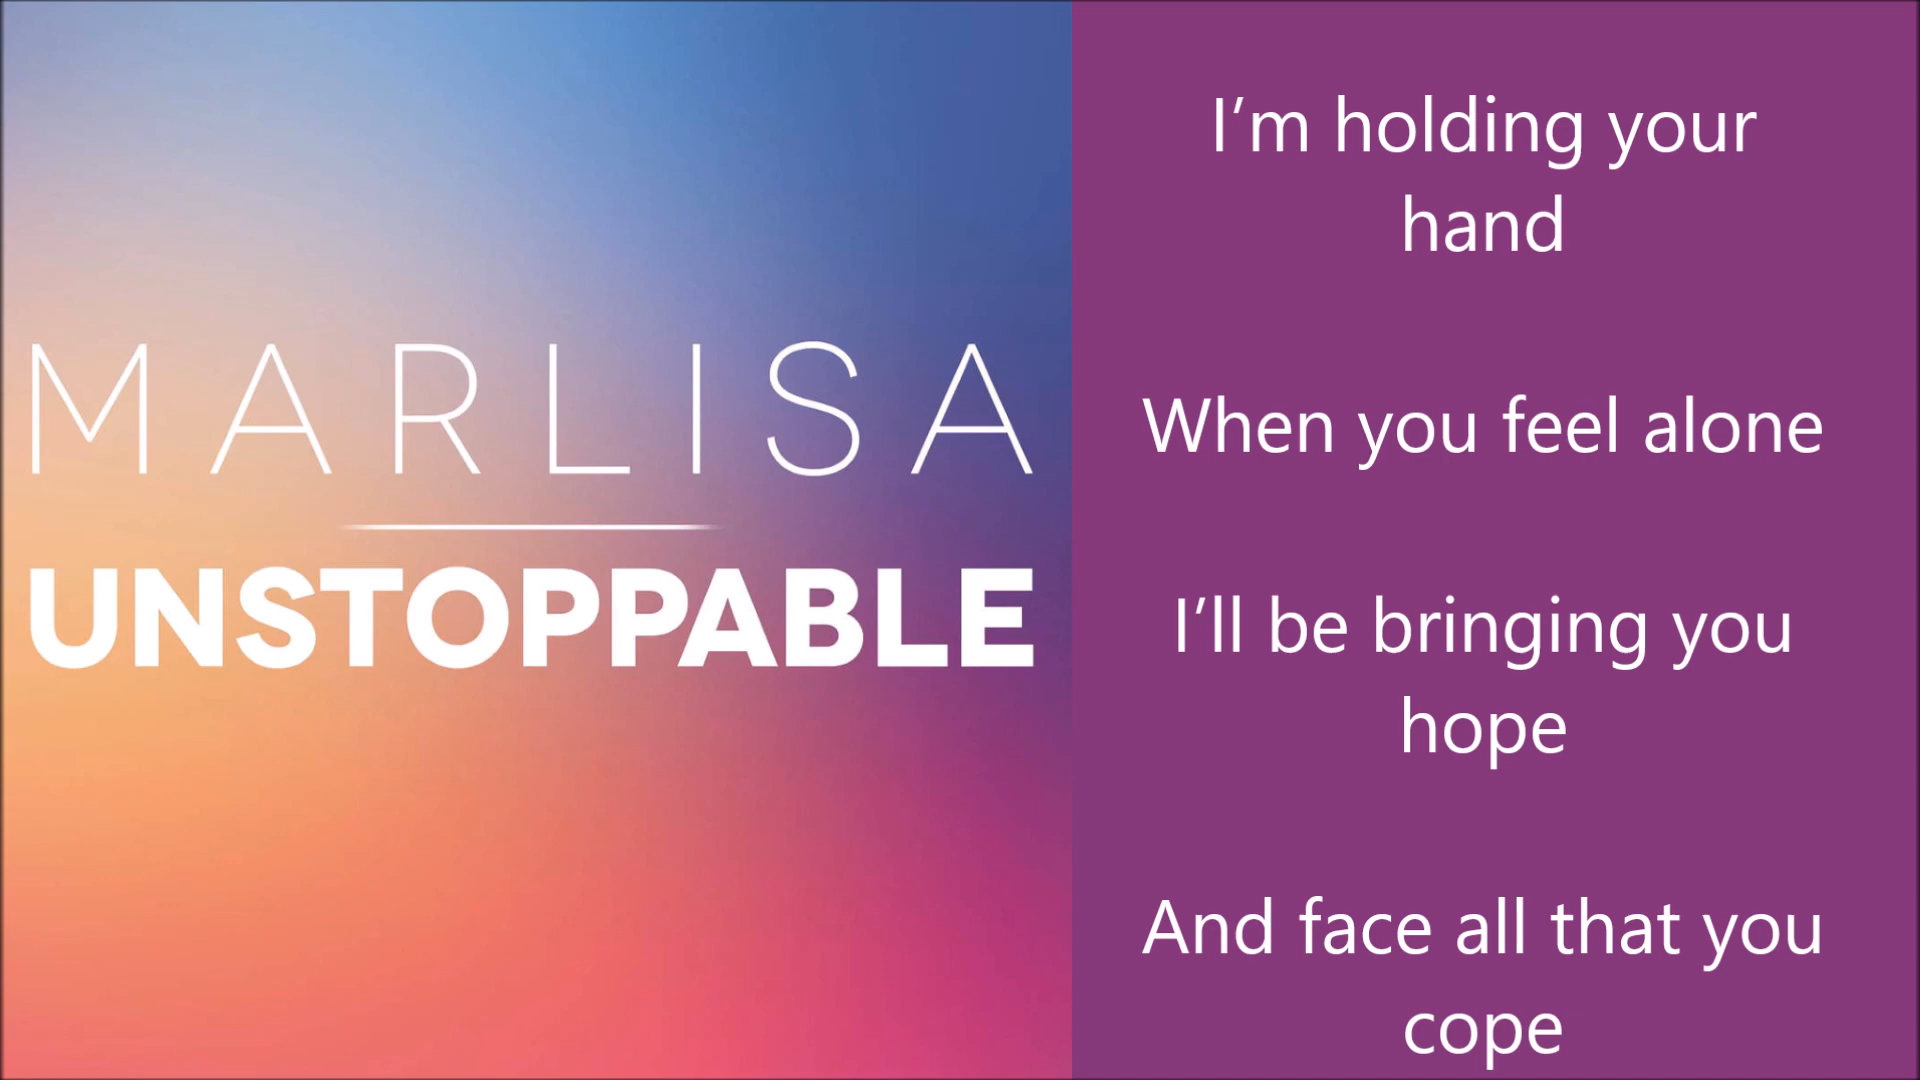 MARLISA
UNSTOPPABLE
I’m holding your
hand
When you feel alone
I’ll be bringing you
hope
And face all that you
cope